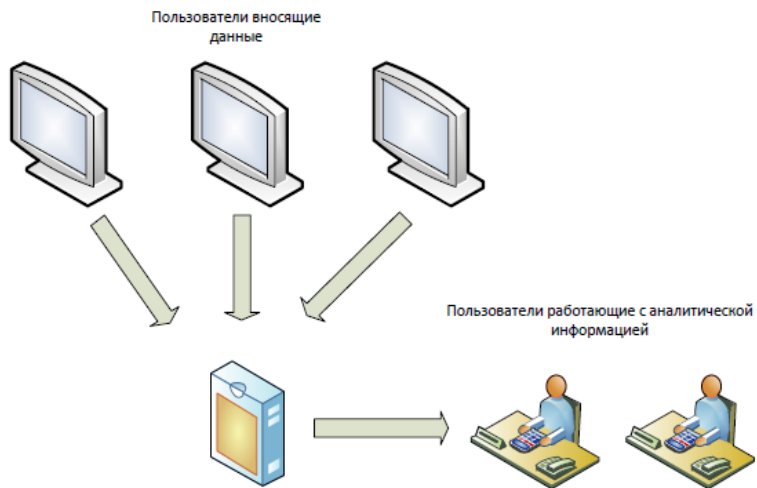 Пользователи вносящие
данные
Пользователи работающие с аналитической
информацией